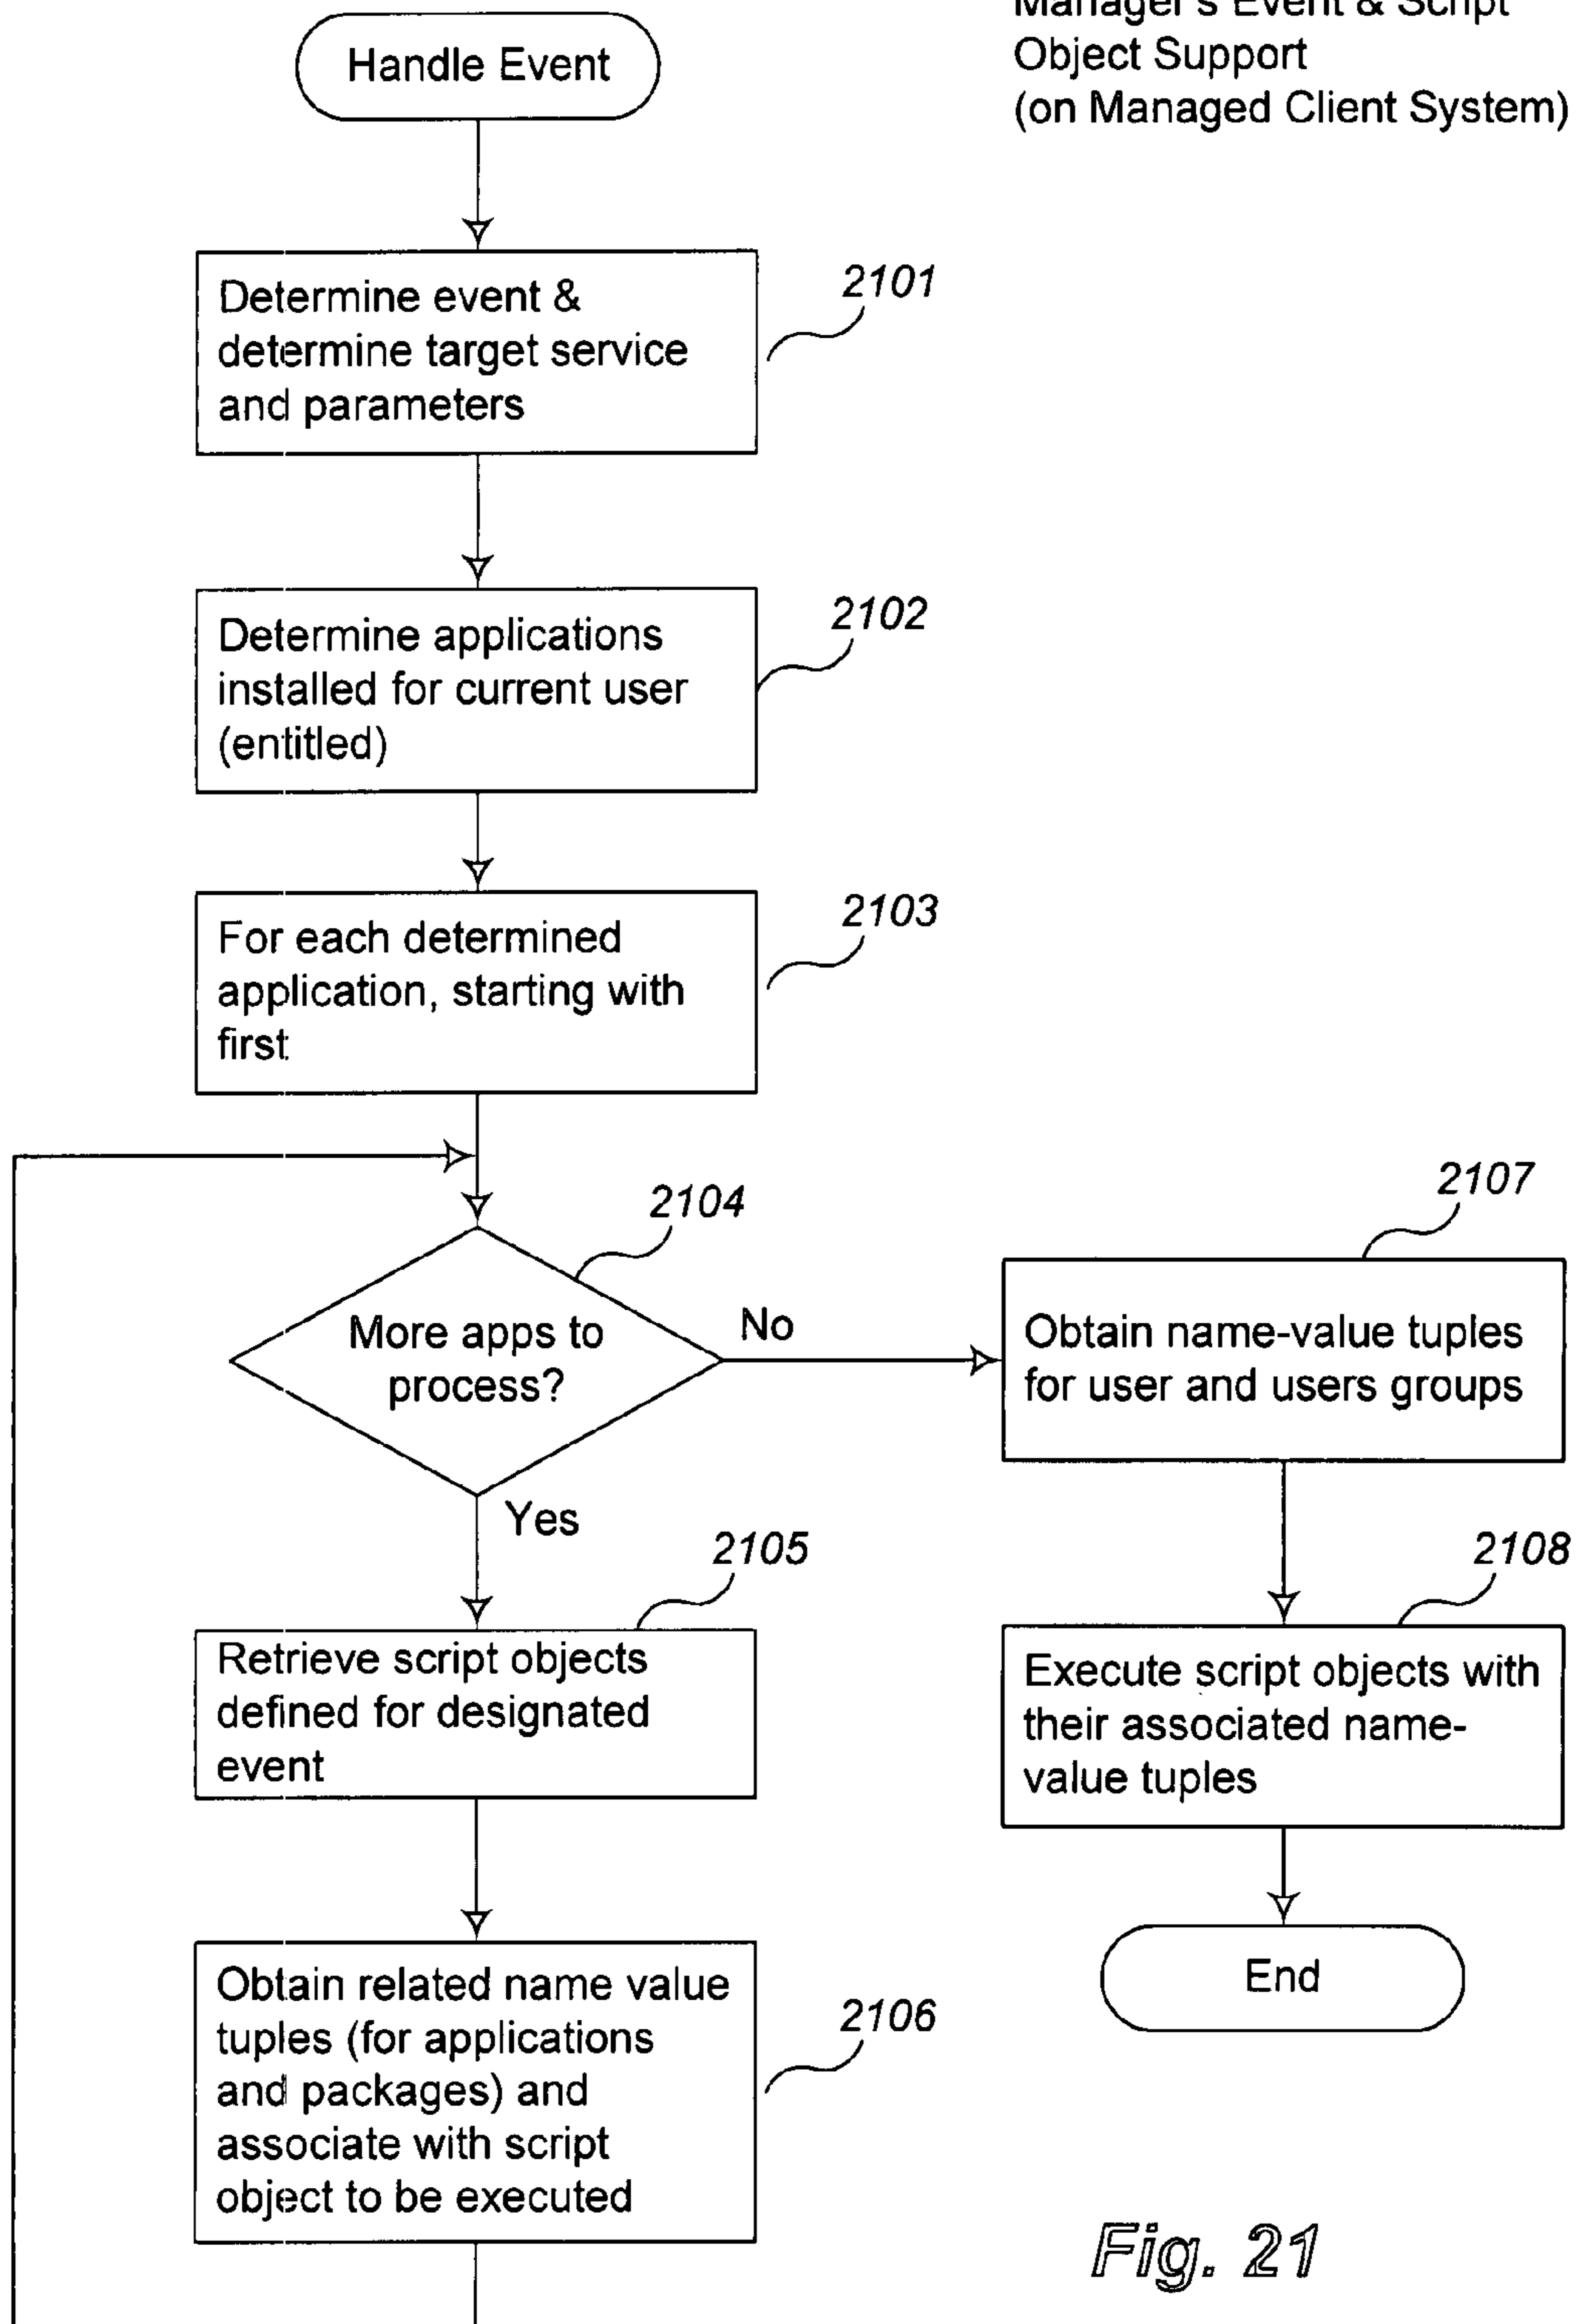 Manager's Event & Script
Object Support
(on Managed Client System)
Handle Event
2101
Determine event &
determine target service
and parameters
2102
Determine applications
installed for current user
(entitled)
2103
For each determined
application, starting with
first:
2104
More apps to
process?
No
Yes
2105
Retrieve script objects
defined for designated
event
2106
Obtain related name value
tuples (for applications
and packages) and
associate with script
object to be executed
2107
Obtain name-value tuples
for user and users groups
2108
Execute script objects with
their associated name-
value tuples
End
Fig. 21